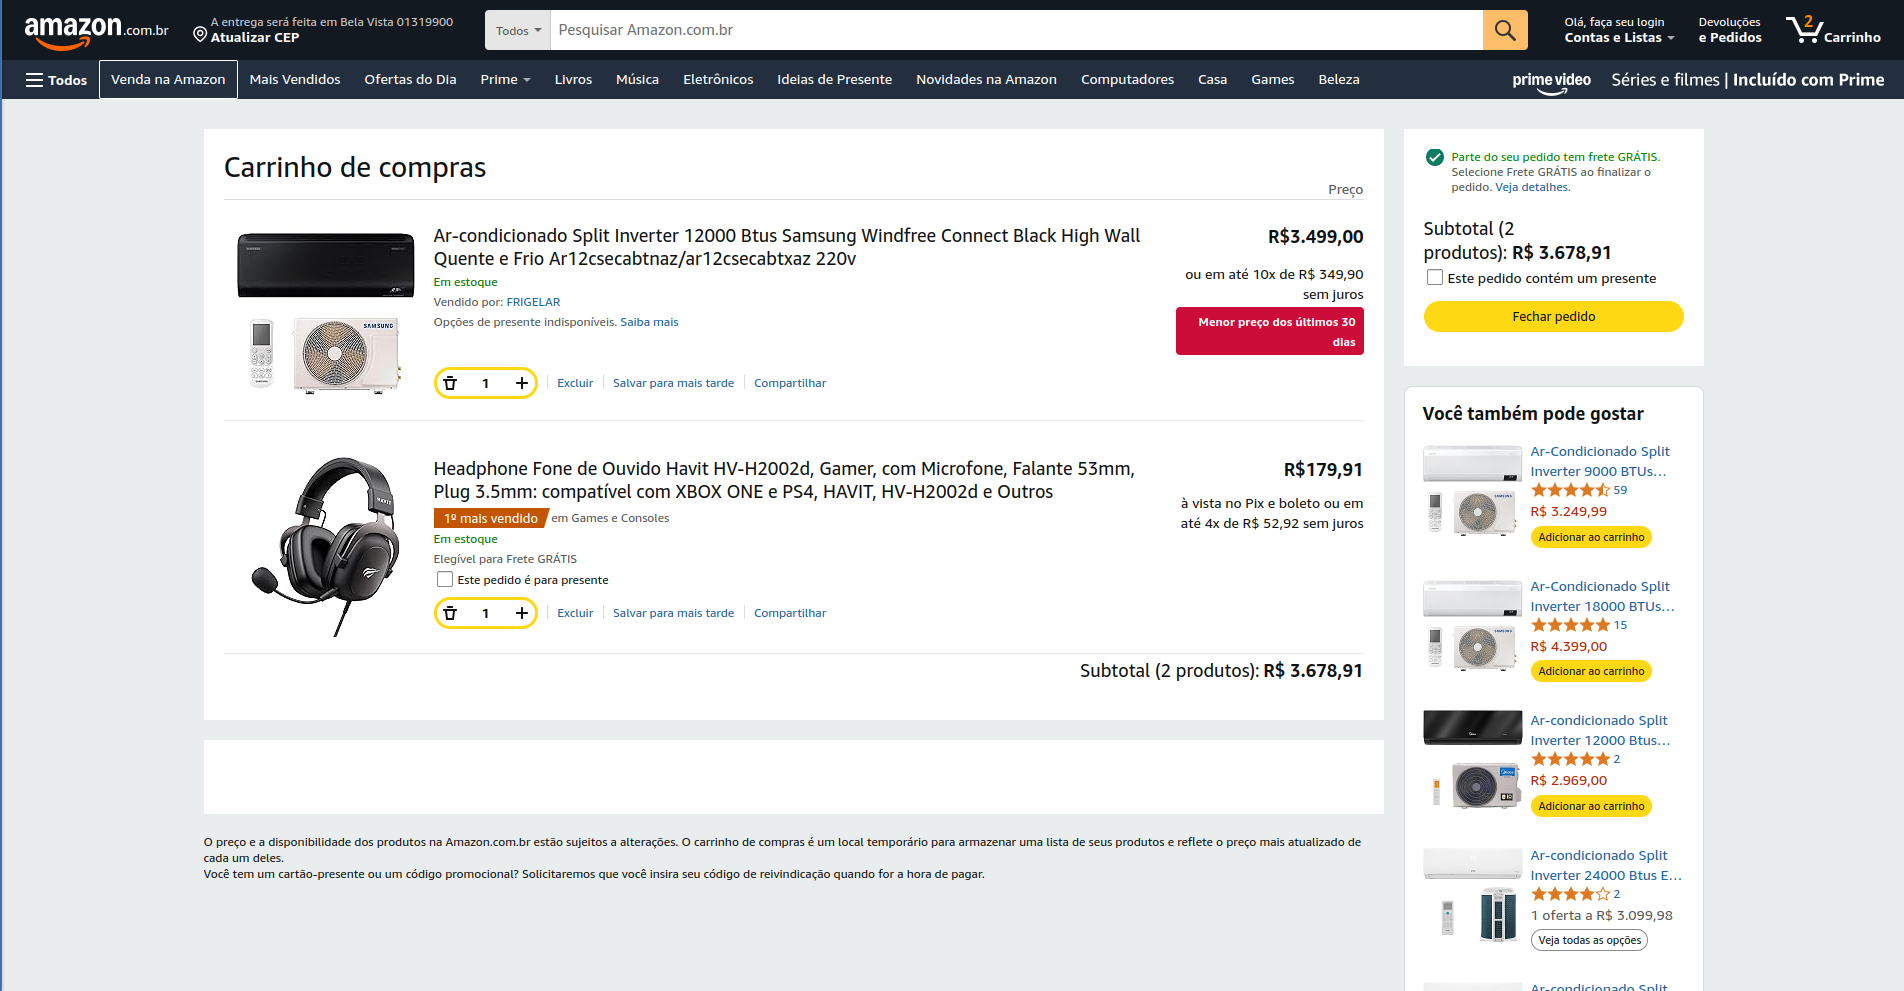 amazon.com.br
A entrega será feita em Bela Vista 01319900
Atualizar CEP
Todos
Pesquisar Amazon.com.br
Olá, faça seu login
Contas e Listas
Devoluções
e Pedidos
2
Carrinho
Todos
Venda na Amazon
Mais Vendidos
Ofertas do Dia
Prime
Livros
Música
Eletrônicos
Ideias de Presente
Novidades na Amazon
Computadores
Casa
Games
Beleza
prime video
Séries e filmes | Incluído com Prime
Carrinho de compras
Preço
Ar-condicionado Split Inverter 12000 Btus Samsung Windfree Connect Black High Wall
Quente e Frio Ar12csecabtnaz/ar12csecabtxaz 220v
Em estoque
Vendido por: FRIGELAR
Opções de presente indisponíveis. Saiba mais
1
Excluir
Salvar para mais tarde
Compartilhar
R$3.499,00
ou em até 10x de R$ 349,90
sem juros
Menor preço dos últimos 30
dias
SAMSUNG
Headphone Fone de Ouvido Havit HV-H2002d, Gamer, com Microfone, Falante 53mm,
Plug 3.5mm: compatível com XBOX ONE e PS4, HAVIT, HV-H2002d e Outros
1º mais vendido em Games e Consoles
Em estoque
Elegível para Frete GRÁTIS
Este pedido é para presente
1
Excluir
Salvar para mais tarde
Compartilhar
R$179,91
à vista no Pix e boleto ou em
até 4x de R$ 52,92 sem juros
HAVIT
Subtotal (2 produtos): R$ 3.678,91
O preço e a disponibilidade dos produtos na Amazon.com.br estão sujeitos a alterações. O carrinho de compras é um local temporário para armazenar uma lista de seus produtos e reflete o preço mais atualizado de
cada um deles.
Você tem um cartão-presente ou um código promocional? Solicitaremos que você insira seu código de reivindicação quando for a hora de pagar.
Parte do seu pedido tem frete GRÁTIS.
Selecione Frete GRÁTIS ao finalizar o
pedido. Veja detalhes.
Subtotal (2
produtos): R$ 3.678,91
Este pedido contém um presente
Fechar pedido
Você também pode gostar
Ar-Condicionado Split
Inverter 9000 BTUs…
59
R$ 3.249,99
Adicionar ao carrinho
Ar-Condicionado Split
Inverter 18000 BTUs…
15
R$ 4.399,00
Adicionar ao carrinho
Ar-condicionado Split
Inverter 12000 Btus…
2
R$ 2.969,00
Adicionar ao carrinho
Ar-condicionado Split
Inverter 24000 Btus E…
2
1 oferta a R$ 3.099,98
Veja todas as opções
Ar-condicionado Split